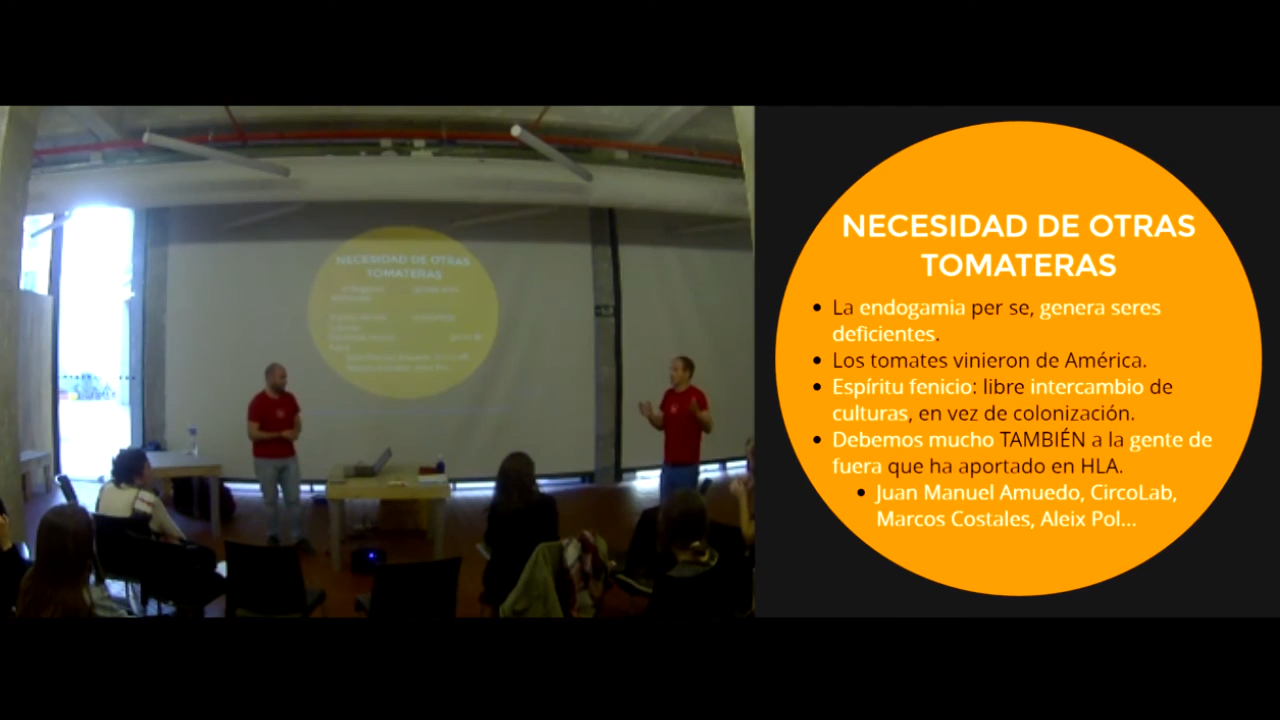 NECESIDAD DE OTRAS
TOMATERAS
NECESIDAD DE OTRAS
TOMATERAS
La endogamia per se, genera seres
deficientes.
Los tomates vinieron de América.
Espíritu fenicio: libre intercambio de
culturas, en vez de colonización.
Debemos mucho TAMBIÉN a la gente de
fuera que ha aportado en HLA.
Juan Manuel Amuedo, CircoLab,
Marcos Costales, Aleix Pol...